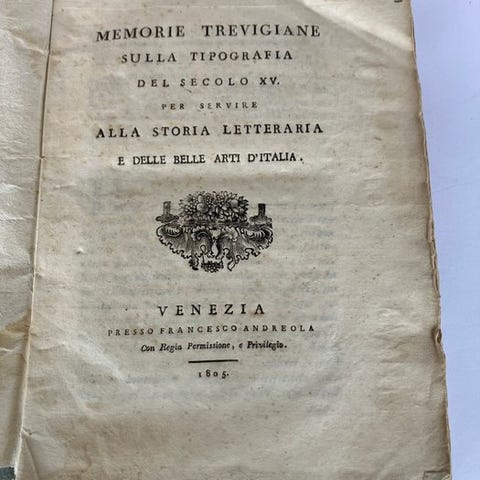 MEMORIE TREVIGIANE
SULLA TIPOGRAFIA
DEL SECOLO XV.
PER SERVIRE
ALLA STORIA LETTERARIA
E DELLE BELLE ARTI D'ITALIA.
VENEZIA
PRESSO FRANCESCO ANDREOLA
Con Regia Permissione, e Privilegio.
1805.